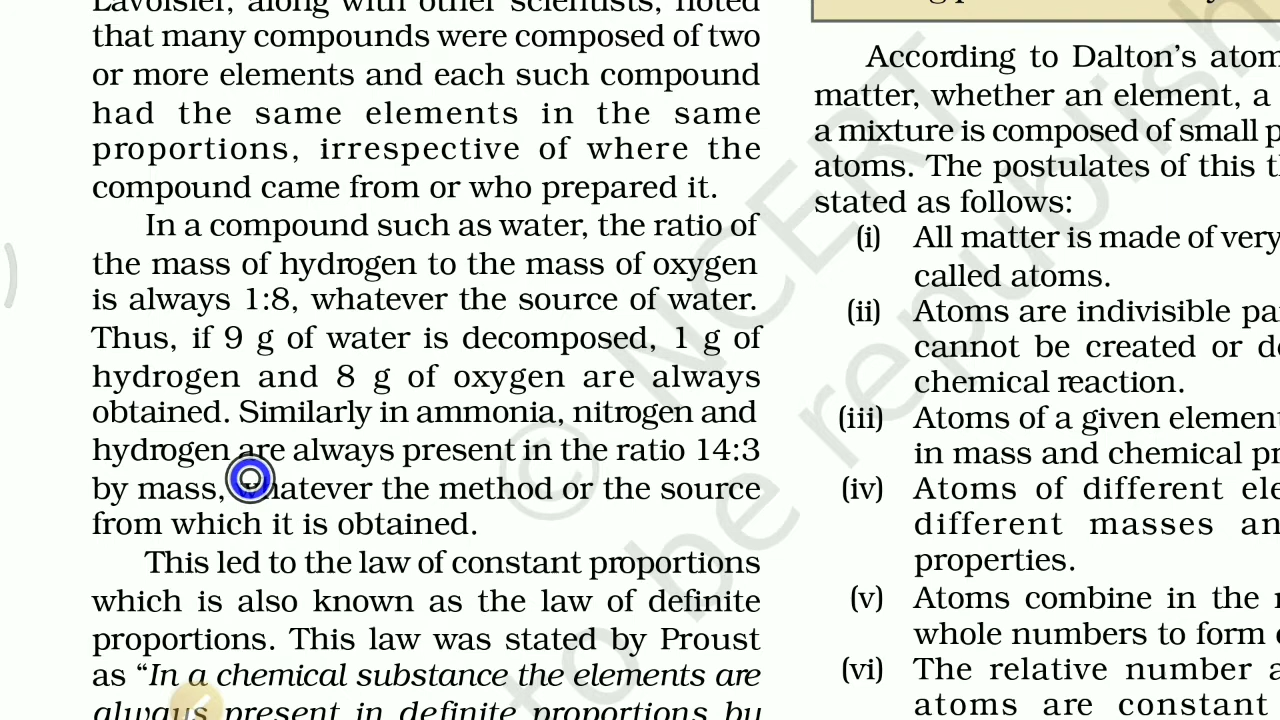 Lavoisier, along with other scientists, noted
that many compounds were composed of two
or more elements and each such compound
had the same elements in the same
proportions, irrespective of where the
compound came from or who prepared it.
In a compound such as water, the ratio of
the mass of hydrogen to the mass of oxygen
is always 1:8, whatever the source of water.
Thus, if 9 g of water is decomposed, 1 g of
hydrogen and 8 g of oxygen are always
obtained. Similarly in ammonia, nitrogen and
hydrogen are always present in the ratio 14:3
by mass, whatever the method or the source
from which it is obtained.
This led to the law of constant proportions
which is also known as the law of definite
proportions. This law was stated by Proust
as “In a chemical substance the elements are
always present in definite proportions by
According to Dalton’s atom
matter, whether an element, a
a mixture is composed of small p
atoms. The postulates of this t
stated as follows:
(i) All matter is made of very
called atoms.
(ii) Atoms are indivisible pa
cannot be created or de
chemical reaction.
(iii) Atoms of a given element
in mass and chemical pr
(iv) Atoms of different ele
different masses an
properties.
(v) Atoms combine in the
whole numbers to form
(vi) The relative number a
atoms are constant
© NCERT
to be republish